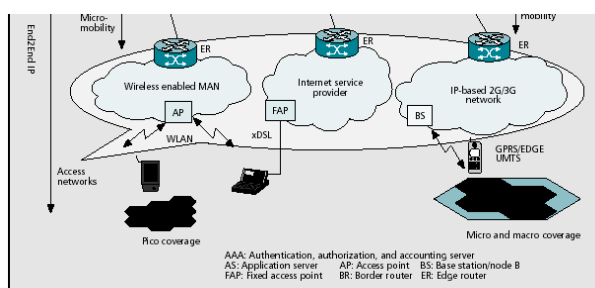 Micro-
mobility
mobility
End2End IP
ER
ER
ER
Wireless enabled MAN
Internet service
provider
IP-based 2G/3G
network
AP
FAP
BS
WLAN
xDSL
GPRS/EDGE
UMTS
Access
networks
Pico coverage
Micro and macro coverage
AAA: Authentication, authorization, and accounting server
AS: Application server AP: Access point BS: Base station/node B
FAP: Fixed access point BR: Border router ER: Edge router